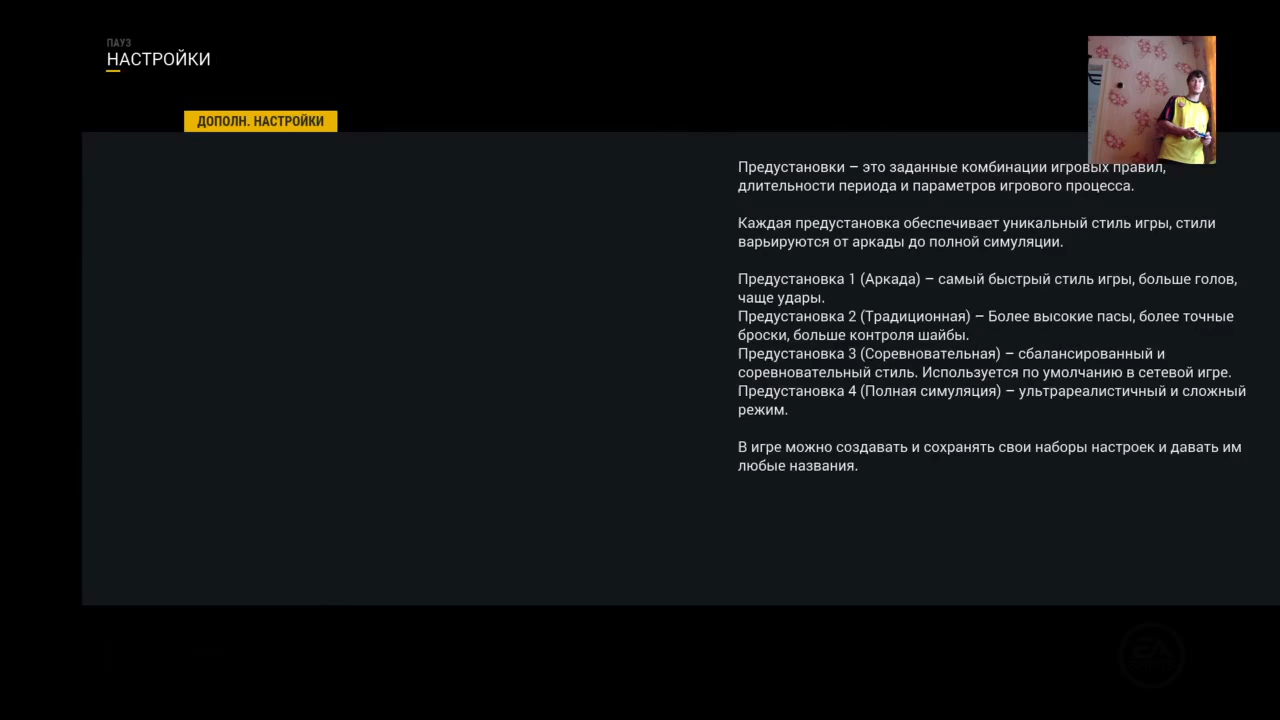 ПАУЗ
НАСТРОЙКИ
ДОПОЛН. НАСТРОЙКИ
Предустановки – это заданные комбинации игровых правил,
длительности периода и параметров игрового процесса.
Каждая предустановка обеспечивает уникальный стиль игры, стили
варьируются от аркады до полной симуляции.
Предустановка 1 (Аркада) – самый быстрый стиль игры, больше голов,
чаще удары.
Предустановка 2 (Традиционная) – Более высокие пасы, более точные
броски, больше контроля шайбы.
Предустановка 3 (Соревновательная) – сбалансированный и
соревновательный стиль. Используется по умолчанию в сетевой игре.
Предустановка 4 (Полная симуляция) – ультрареалистичный и сложный
режим.
В игре можно создавать и сохранять свои наборы настроек и давать им
любые названия.
EA